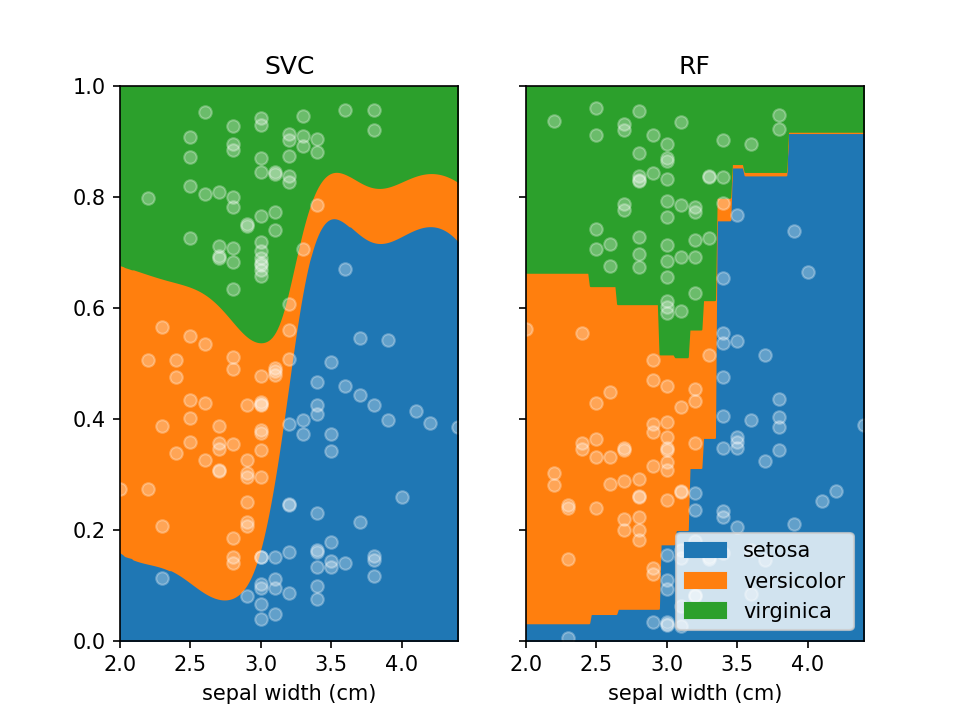 SVC
RF
1.0
0.8
0.6
0.4
0.2
0.0
setosa
versicolor
virginica
2.0 2.5 3.0 3.5 4.0
2.0 2.5 3.0 3.5 4.0
sepal width (cm)
sepal width (cm)